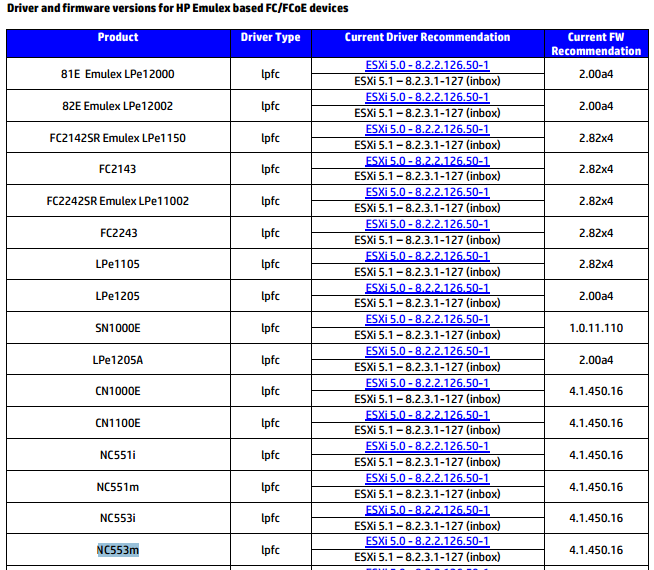 Driver and firmware versions for HP Emulex based FC/FCoE devices
Product Driver Type Current Driver Recommendation Current FW Recommendation
81E Emulex LPe12000 lpfc ESXi 5.0 - 8.2.2.126.50-1 2.00a4
ESXi 5.1 – 8.2.3.1-127 (inbox)
82E Emulex LPe12002 lpfc ESXi 5.0 - 8.2.2.126.50-1 2.00a4
ESXi 5.1 – 8.2.3.1-127 (inbox)
FC2142SR Emulex LPe1150 lpfc ESXi 5.0 - 8.2.2.126.50-1 2.82x4
ESXi 5.1 – 8.2.3.1-127 (inbox)
FC2143 lpfc ESXi 5.0 - 8.2.2.126.50-1 2.82x4
ESXi 5.1 – 8.2.3.1-127 (inbox)
FC2242SR Emulex LPe11002 lpfc ESXi 5.0 - 8.2.2.126.50-1 2.82x4
ESXi 5.1 – 8.2.3.1-127 (inbox)
FC2243 lpfc ESXi 5.0 - 8.2.2.126.50-1 2.82x4
ESXi 5.1 – 8.2.3.1-127 (inbox)
LPe1105 lpfc ESXi 5.0 - 8.2.2.126.50-1 2.82x4
ESXi 5.1 – 8.2.3.1-127 (inbox)
LPe1205 lpfc ESXi 5.0 - 8.2.2.126.50-1 2.00a4
ESXi 5.1 – 8.2.3.1-127 (inbox)
SN1000E lpfc ESXi 5.0 - 8.2.2.126.50-1 1.0.11.110
ESXi 5.1 – 8.2.3.1-127 (inbox)
LPe1205A lpfc ESXi 5.0 - 8.2.2.126.50-1 2.00a4
ESXi 5.1 – 8.2.3.1-127 (inbox)
CN1000E lpfc ESXi 5.0 - 8.2.2.126.50-1 4.1.450.16
ESXi 5.1 – 8.2.3.1-127 (inbox)
CN1100E lpfc ESXi 5.0 - 8.2.2.126.50-1 4.1.450.16
ESXi 5.1 – 8.2.3.1-127 (inbox)
NC551i lpfc ESXi 5.0 - 8.2.2.126.50-1 4.1.450.16
ESXi 5.1 – 8.2.3.1-127 (inbox)
NC551m lpfc ESXi 5.0 - 8.2.2.126.50-1 4.1.450.16
ESXi 5.1 – 8.2.3.1-127 (inbox)
NC553i lpfc ESXi 5.0 - 8.2.2.126.50-1 4.1.450.16
ESXi 5.1 – 8.2.3.1-127 (inbox)
NC553m lpfc ESXi 5.0 - 8.2.2.126.50-1 4.1.450.16
ESXi 5.1 – 8.2.3.1-127 (inbox)